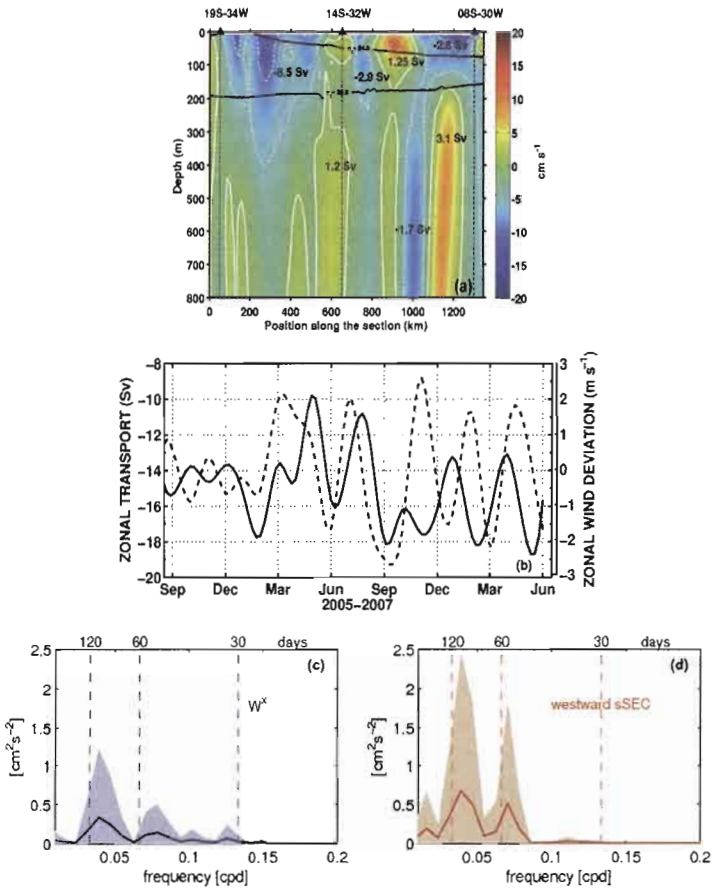 19S-34W 14S-32W 08S-30W
0
100
200
300
400
500
600
700
800
Depth(m)
-8.5 Sv
-2.9 Sv
1.25 Sv
-2.8 Sv
1.2 Sv
3.1 Sv
-1.7 Sv
(a)
20
15
10
5
0
-5
-10
-15
-20
cm s⁻¹
0 200 400 600 800 1000 1200
Position along the section (km)
ZONAL TRANSPORT (Sv)
-8
-10
-12
-14
-16
-18
-20
3
2
1
0
-1
-2
-3
ZONAL WIND DEVIATION (m s⁻¹)
(b)
Sep Dec Mar Jun Sep Dec Mar Jun
2005-2007
120 60 30 days
(c)
Wˣ
[cm²s⁻²]
2.5
2
1.5
1
0.5
0
0.05 0.1 0.15 0.2
frequency [cpd]
120 60 30 days
(d)
westward sSEC
[cm²s⁻²]
2.5
2
1.5
1
0.5
0
0.05 0.1 0.15 0.2
frequency [cpd]